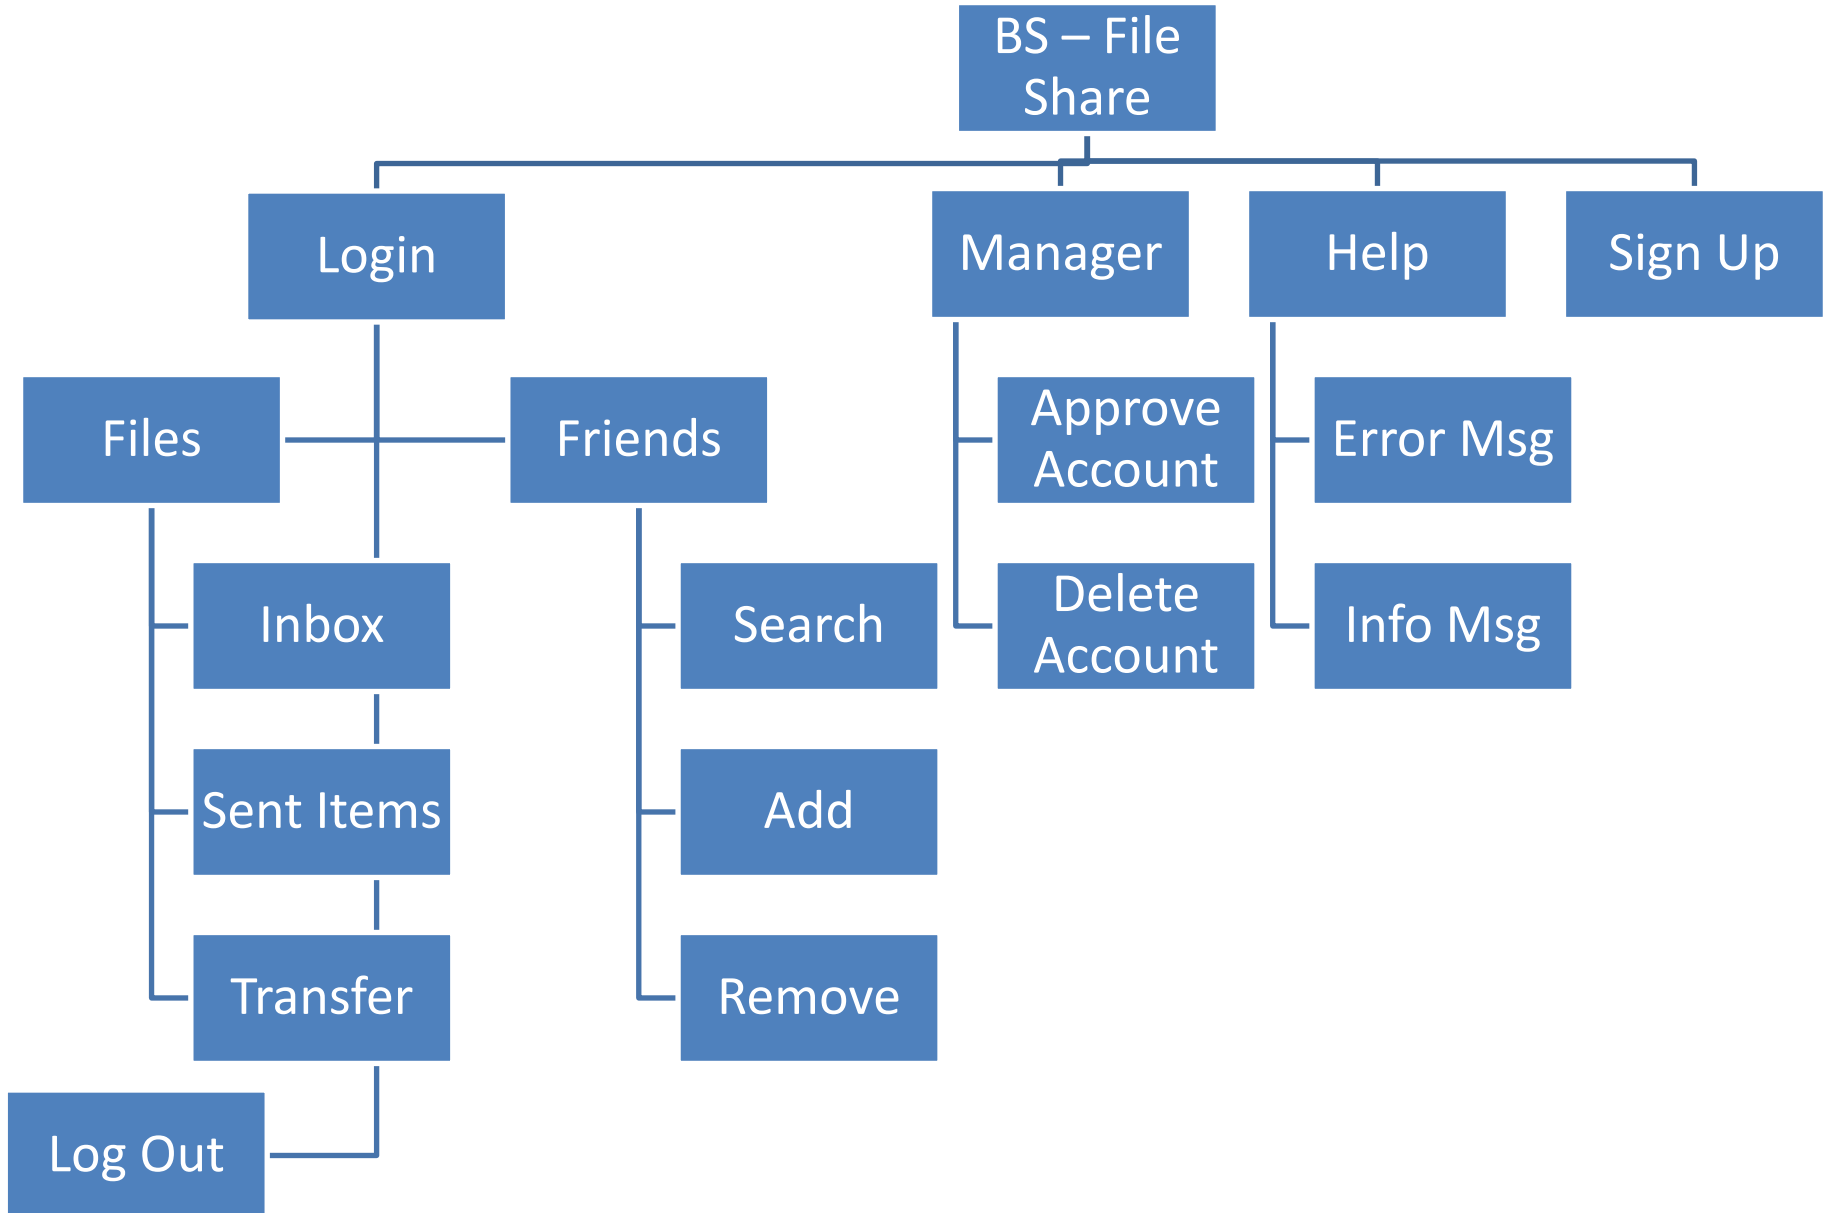 BS – File
Share
Login
Manager
Help
Sign Up
Files
Friends
Approve
Account
Error Msg
Inbox
Search
Delete
Account
Info Msg
Sent Items
Add
Transfer
Remove
Log Out